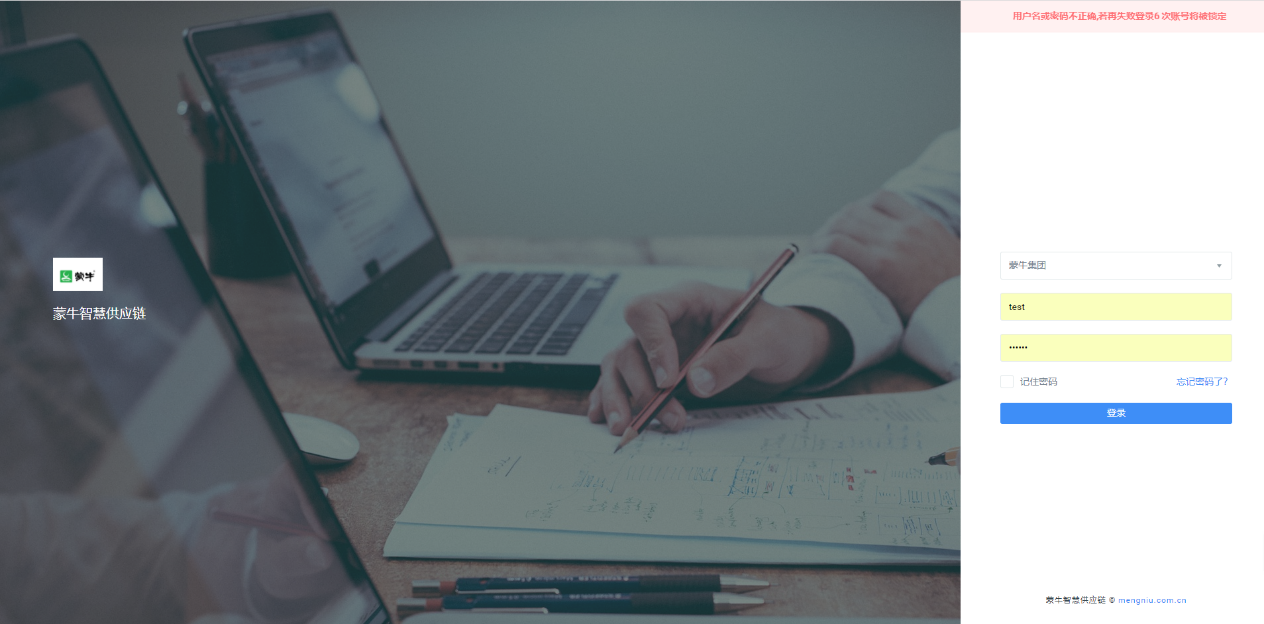 用户名或密码不正确,若再失败登录6 次账号将被锁定
蒙牛
蒙牛智慧供应链
蒙牛集团
test
••••••
记住密码
忘记密码了?
登录
蒙牛智慧供应链 © mengniu.com.cn